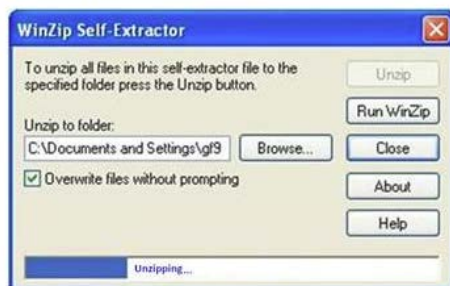 WinZip Self-Extractor
To unzip all files in this self-extractor file to the
specified folder press the Unzip button.
Unzip to folder:
C:\Documents and Settings\gf9
Browse...
Overwrite files without prompting
Unzip
Run WinZip
Close
About
Help
Unzipping...